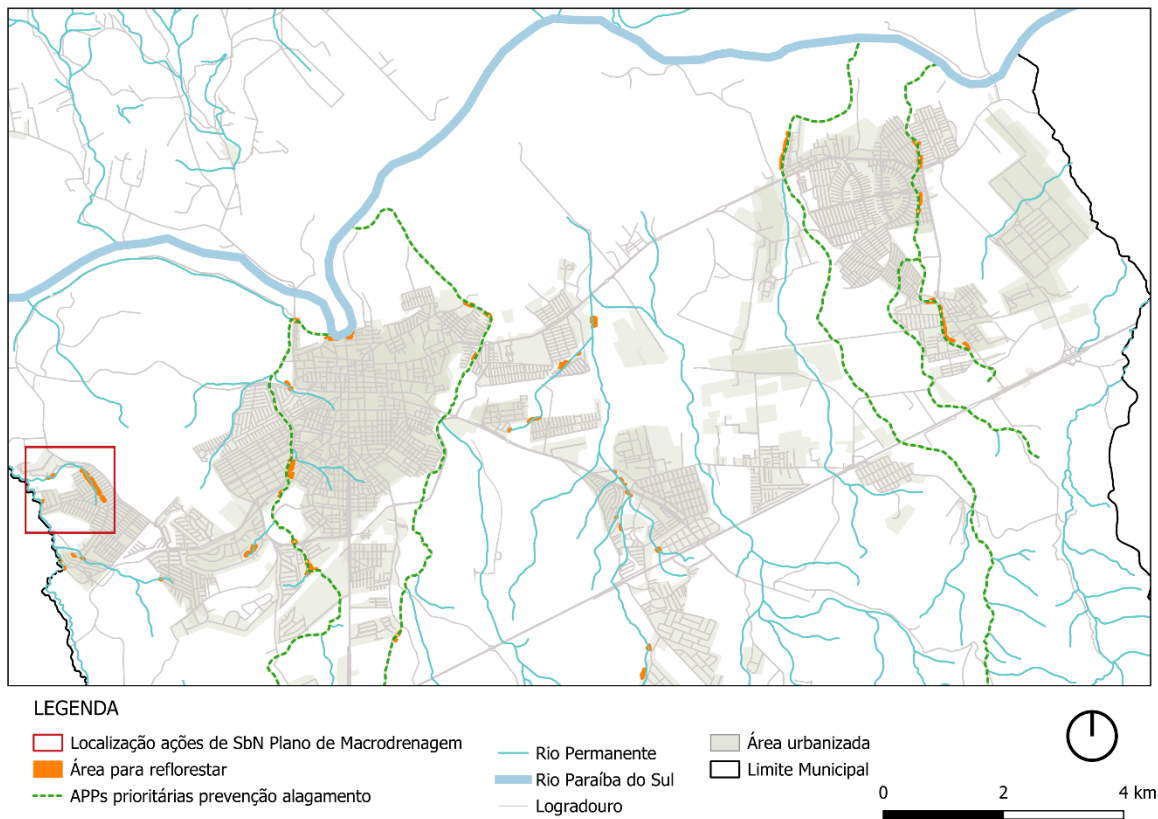 LEGENDA
Localização ações de SbN Plano de Macrodrenagem
Área para reflorestar
APPs prioritárias prevenção alagamento
Rio Permanente
Rio Paraíba do Sul
Logradouro
Área urbanizada
Limite Municipal
0 2 4 km